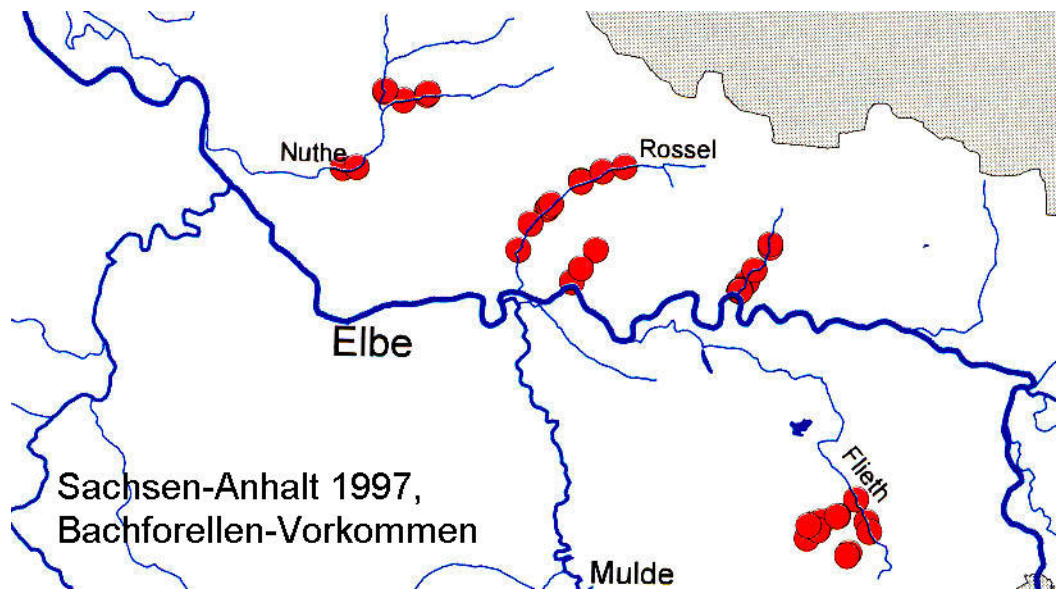 Nuthe
Rossel
Elbe
Flieth
Sachsen-Anhalt 1997,
Bachforellen-Vorkommen
Mulde